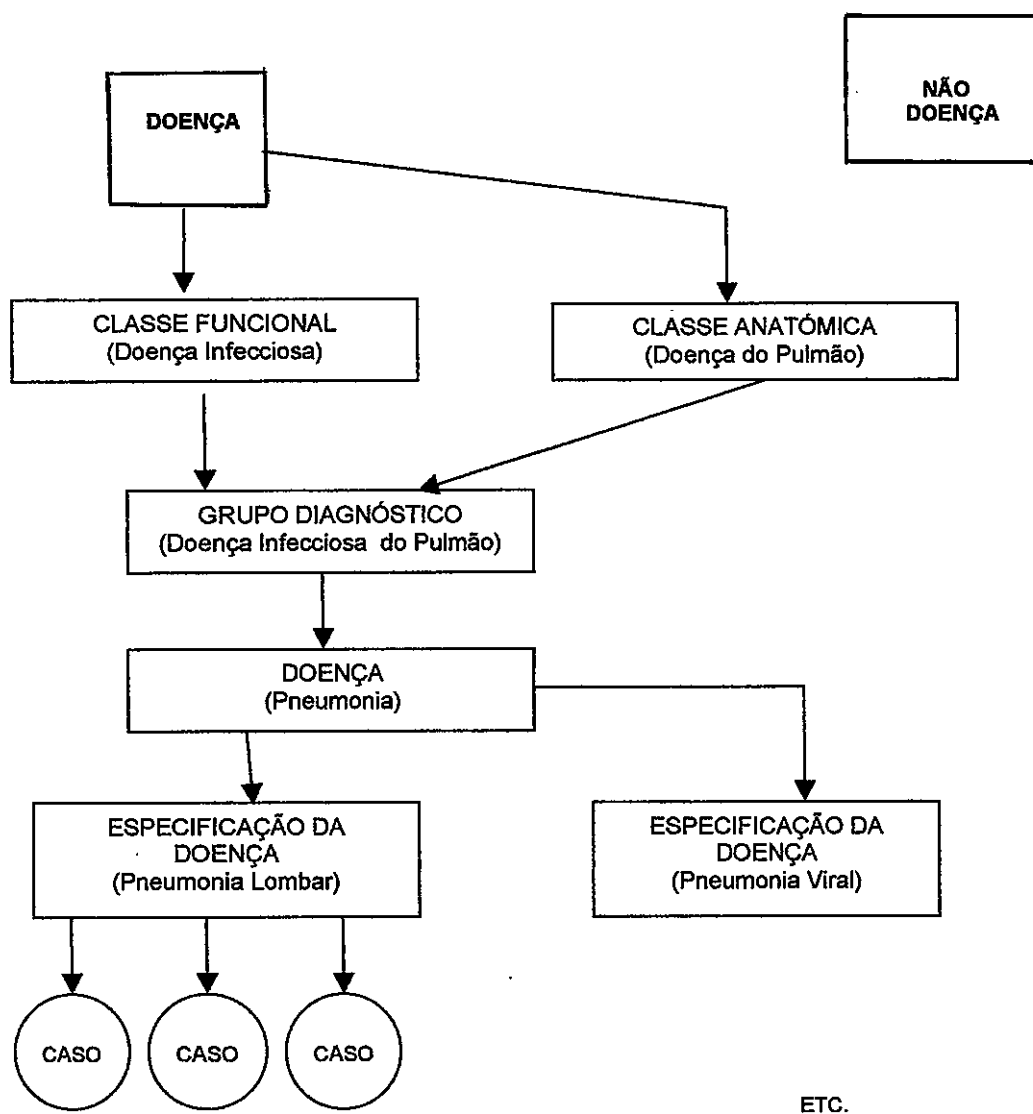 DOENÇA
NÃO
DOENÇA
CLASSE FUNCIONAL
(Doença Infecciosa)
CLASSE ANATÓMICA
(Doença do Pulmão)
GRUPO DIAGNÓSTICO
(Doença Infecciosa do Pulmão)
DOENÇA
(Pneumonia)
ESPECIFICAÇÃO DA
DOENÇA
(Pneumonia Lombar)
ESPECIFICAÇÃO DA
DOENÇA
(Pneumonia Viral)
CASO
CASO
CASO
ETC.